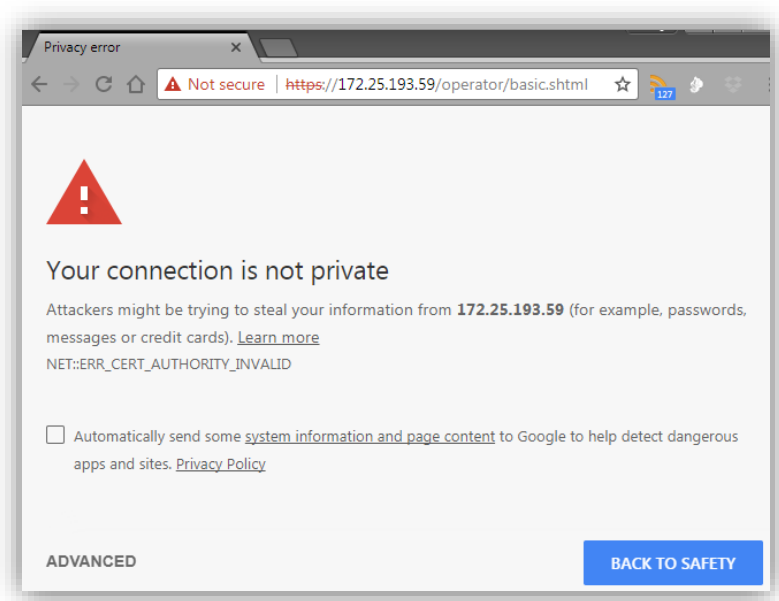 Privacy error
Not secure | https://172.25.193.59/operator/basic.shtml
127
Your connection is not private
Attackers might be trying to steal your information from 172.25.193.59 (for example, passwords,
messages or credit cards). Learn more
NET::ERR_CERT_AUTHORITY_INVALID
Automatically send some system information and page content to Google to help detect dangerous
apps and sites. Privacy Policy
ADVANCED
BACK TO SAFETY